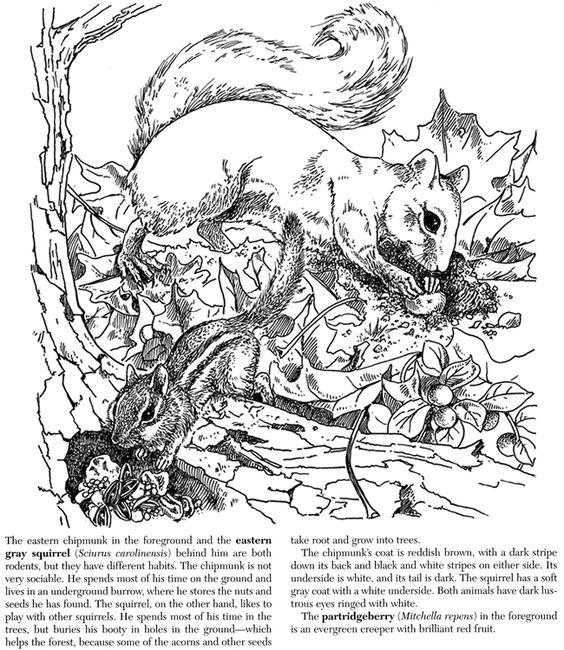 The eastern chipmunk in the foreground and the eastern
gray squirrel (Sciurus carolinensis) behind him are both
rodents, but they have different habits. The chipmunk is not
very sociable. He spends most of his time on the ground and
lives in an underground burrow, where he stores the nuts and
seeds he has found. The squirrel, on the other hand, likes to
play with other squirrels. He spends most of his time in the
trees, but buries his booty in holes in the ground—which
helps the forest, because some of the acorns and other seeds
take root and grow into trees.
The chipmunk's coat is reddish brown, with a dark stripe
down its back and black and white stripes on either side. Its
underside is white, and its tail is dark. The squirrel has a soft
gray coat with a white underside. Both animals have dark lus-
trous eyes ringed with white.
The partridgeberry (Mitchella repens) in the foreground
is an evergreen creeper with brilliant red fruit.